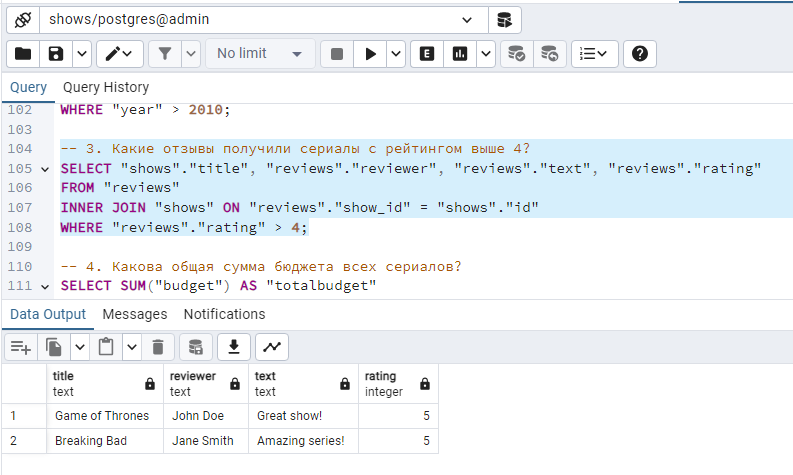 shows/postgres@admin
No limit
E
Query Query History
102 WHERE "year" > 2010;
103
104 -- 3. Какие отзывы получили сериалы с рейтингом выше 4?
105 SELECT "shows"."title", "reviews"."reviewer", "reviews"."text", "reviews"."rating"
106 FROM "reviews"
107 INNER JOIN "shows" ON "reviews"."show_id" = "shows"."id"
108 WHERE "reviews"."rating" > 4;
109
110 -- 4. Какова общая сумма бюджета всех сериалов?
111 SELECT SUM("budget") AS "totalbudget"
Data Output Messages Notifications
title reviewer text rating
text text text integer
1 Game of Thrones John Doe Great show! 5
2 Breaking Bad Jane Smith Amazing series! 5